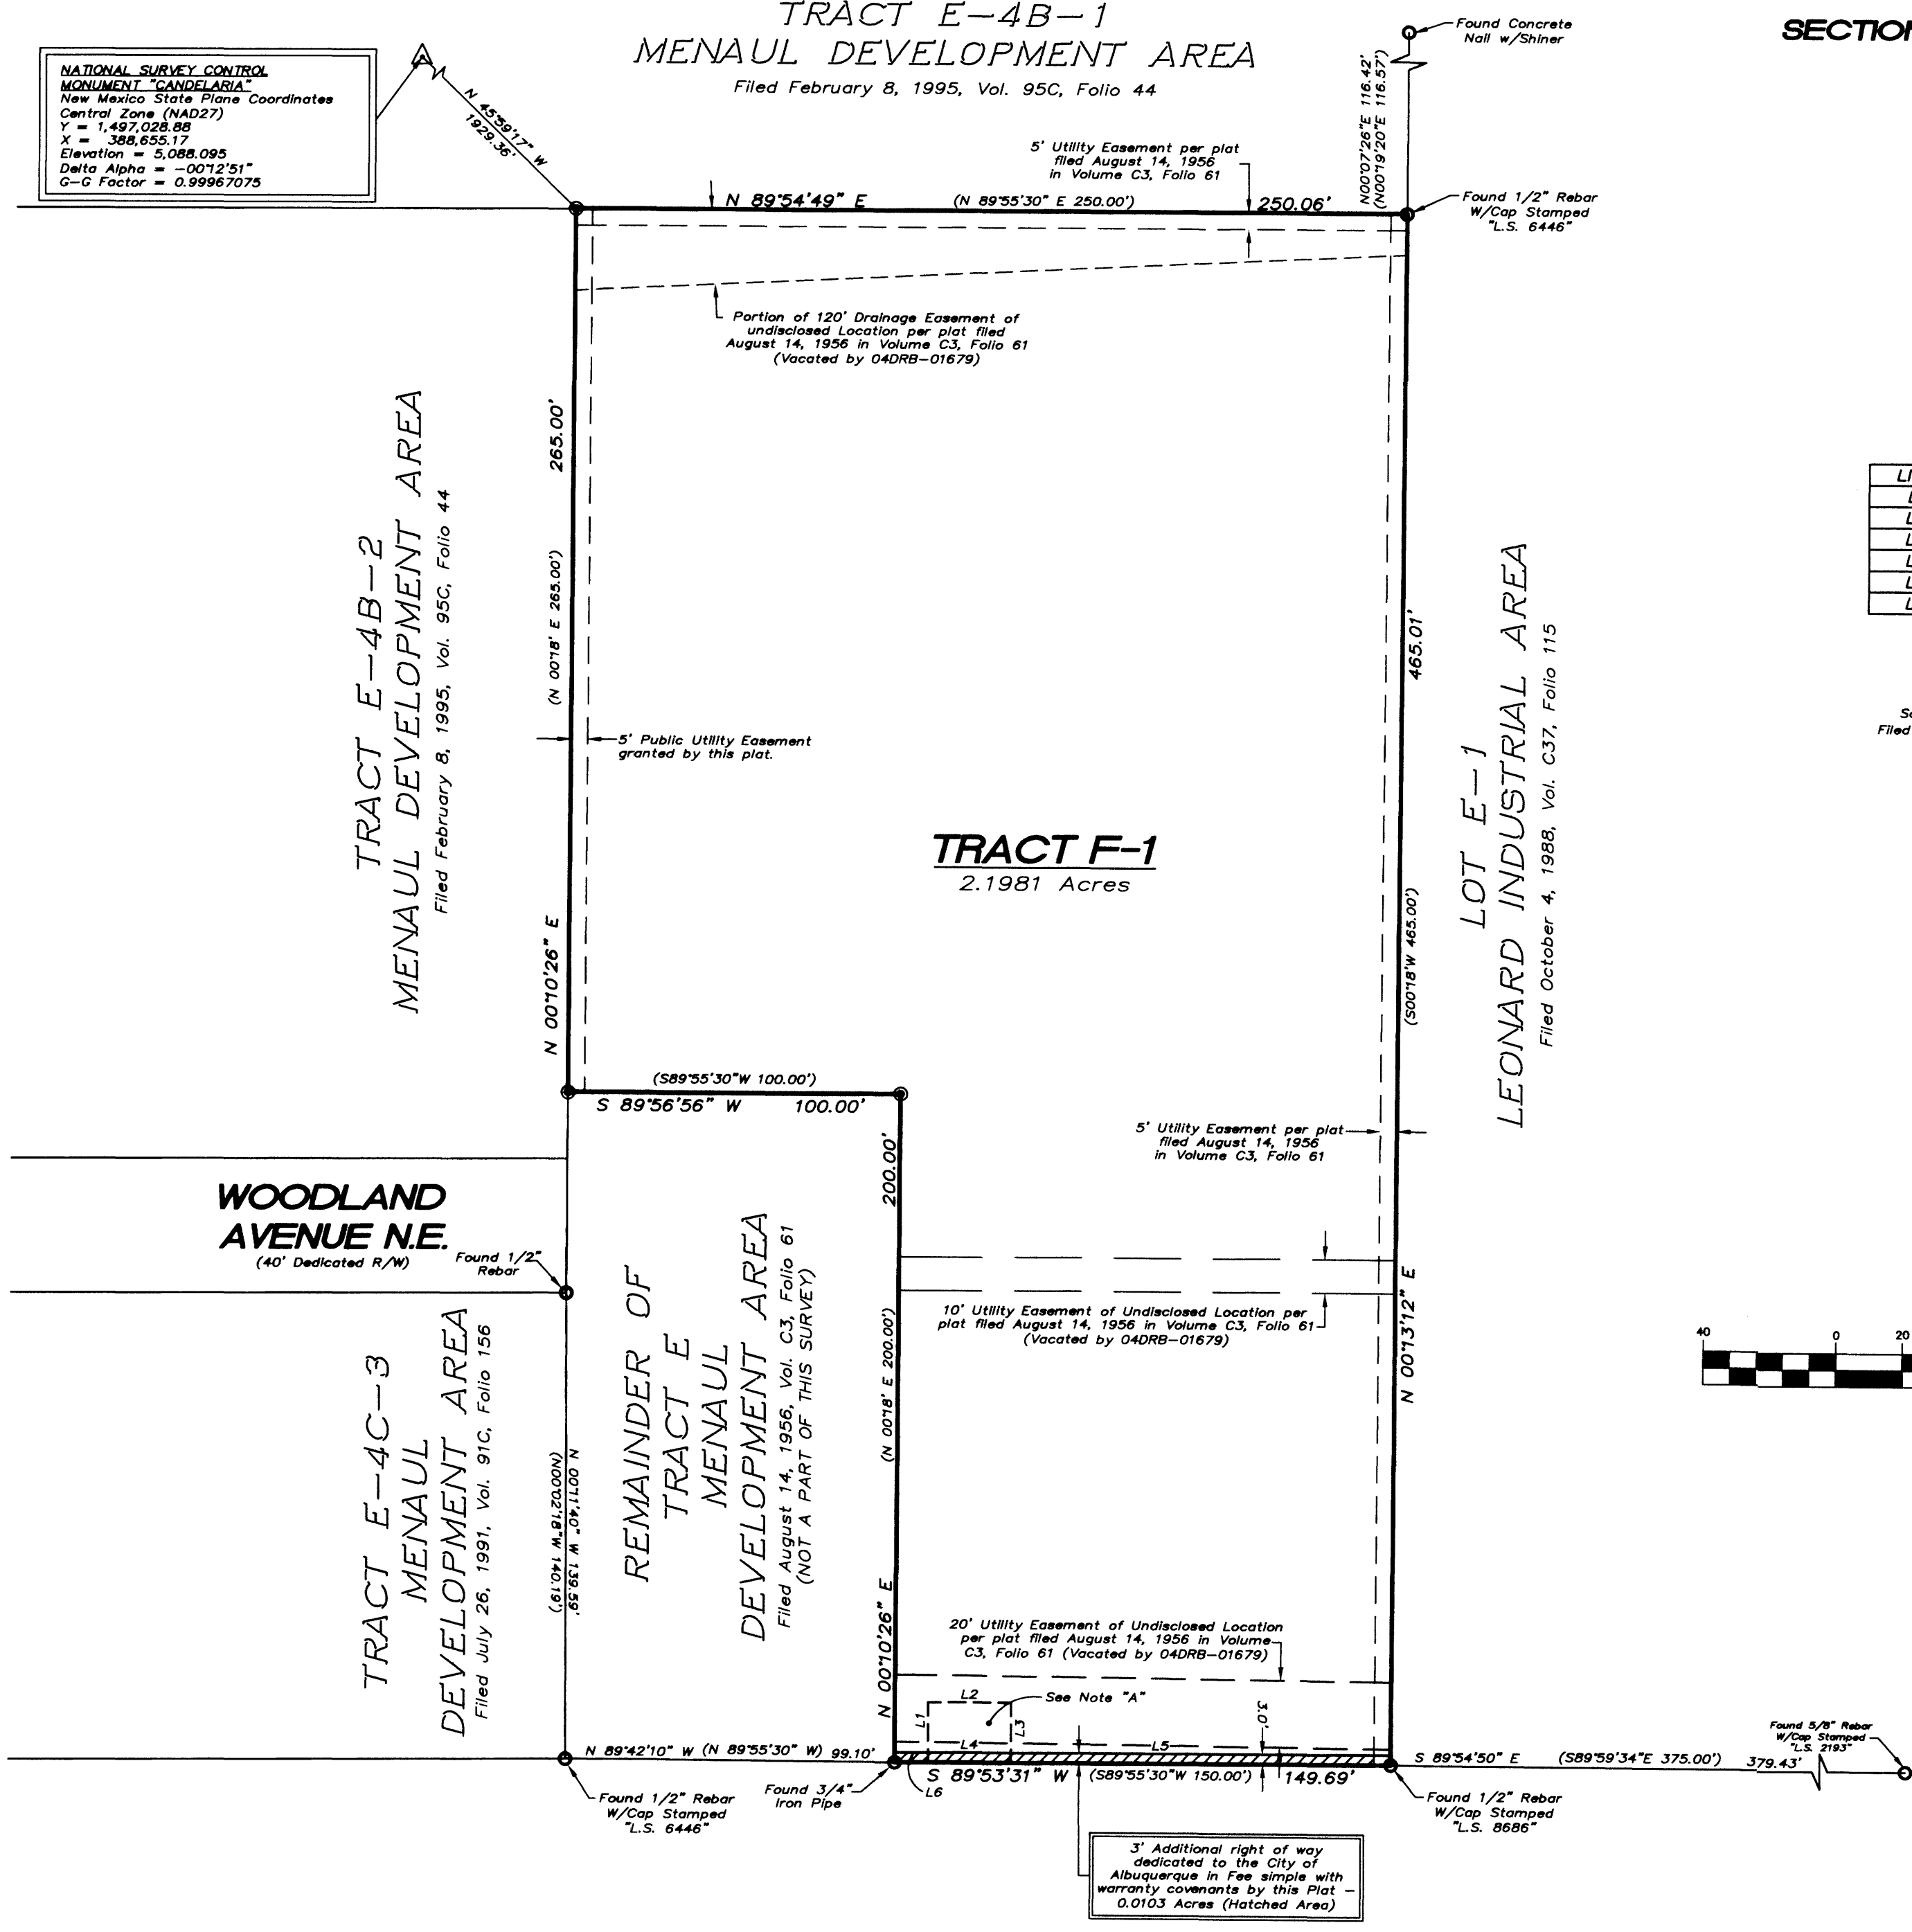 TRACT E-4B-1
MENAUL DEVELOPMENT AREA
Filed February 8, 1995, Vol. 95C, Folio 44
SECTION
Found Concrete
Nail w/Shiner
NATIONAL SURVEY CONTROL
MONUMENT "CANDELARIA"
New Mexico State Plane Coordinates
Central Zone (NAD27)
Y = 1,497,028.88
X = 388,655.17
Elevation = 5,088.095
Delta Alpha = -00°12'51"
G-G Factor = 0.99967075
N 45°59'17" W
1929.36'
N00°07'26"E 116.42'
(N00°19'20"E 116.57')
5' Utility Easement per plat
filed August 14, 1956
in Volume C3, Folio 61
N 89°54'49" E (N 89°55'30" E 250.00') 250.06'
Found 1/2" Rebar
W/Cap Stamped
"L.S. 6446"
Portion of 120' Drainage Easement of
undisclosed Location per plat filed
August 14, 1956 in Volume C3, Folio 61
(Vacated by 04DRB-01679)
TRACT E-4B-2
MENAUL DEVELOPMENT AREA
Filed February 8, 1995, Vol. 95C, Folio 44
265.00'
(N 00°18' E 265.00')
N 00°10'26" E
5' Public Utility Easement
granted by this plat.
TRACT F-1
2.1981 Acres
465.01'
(S00°18'W 465.00')
N 00°13'12" E
LOT E-1
LEONARD INDUSTRIAL AREA
Filed October 4, 1988, Vol. C37, Folio 115
Filed
(S89°55'30"W 100.00')
S 89°56'56" W 100.00'
5' Utility Easement per plat
filed August 14, 1956
in Volume C3, Folio 61
WOODLAND
AVENUE N.E.
(40' Dedicated R/W)
Found 1/2"
Rebar
200.00'
(N 00°18' E 200.00')
N 00°10'26" E
10' Utility Easement of Undisclosed Location per
plat filed August 14, 1956 in Volume C3, Folio 61
(Vacated by 04DRB-01679)
40 0 20
TRACT E-4C-3
MENAUL
DEVELOPMENT AREA
Filed July 26, 1991, Vol. 91C, Folio 156
N 00°11'40" W 139.59'
(N00°02'18"W 140.19')
REMAINDER OF
TRACT E
MENAUL
DEVELOPMENT AREA
Filed August 14, 1956, Vol. C3, Folio 61
(NOT A PART OF THIS SURVEY)
20' Utility Easement of Undisclosed Location
per plat filed August 14, 1956 in Volume
C3, Folio 61 (Vacated by 04DRB-01679)
L1
L2
L3
See Note "A"
L4
L5
3.0'
N 89°42'10" W (N 89°55'30" W) 99.10'
S 89°53'31" W (S89°55'30"W 150.00') 149.69'
L6
S 89°54'50" E (S89°59'34"E 375.00') 379.43'
Found 5/8" Rebar
W/Cap Stamped
"L.S. 2193"
Found 1/2" Rebar
W/Cap Stamped
"L.S. 6446"
Found 3/4"
Iron Pipe
Found 1/2" Rebar
W/Cap Stamped
"L.S. 8686"
3' Additional right of way
dedicated to the City of
Albuquerque in Fee simple with
warranty covenants by this Plat -
0.0103 Acres (Hatched Area)